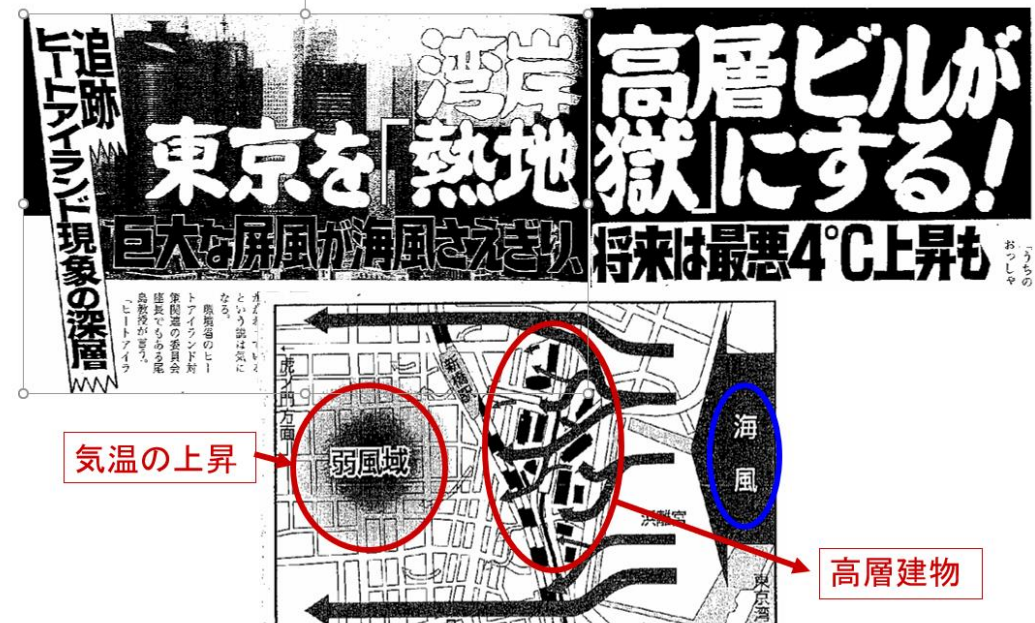 追跡
ヒートアイランド現象の深層
湾岸高層ビルが
東京を「熱地獄」にする!
巨大な屏風が海風さえぎり、将来は最悪4℃上昇も
「うちの
おっしゃ
という説は気に
なる。
環境省のヒー
トアイランド対
策関連の委員会
座長でもある尾
島教授が言う。
「ヒートアイラ
←虎ノ門方面
新橋駅
海風
弱風域
気温の上昇
浜離宮
高層建物
東京湾